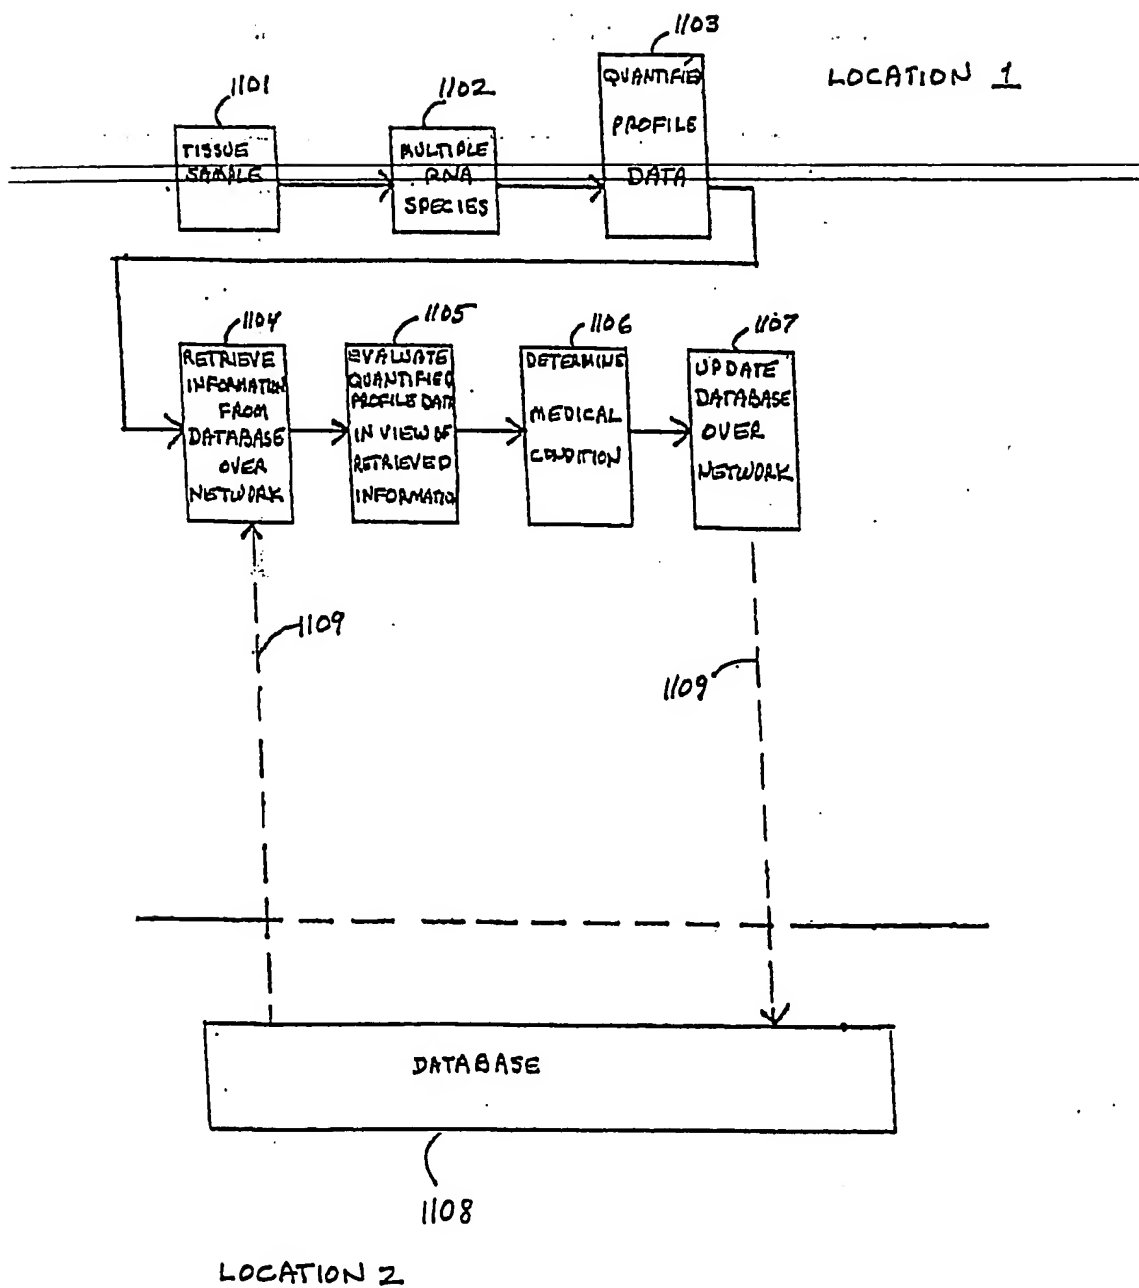 1103
LOCATION 1
1101
1102
QUANTIFIE
PROFILE
DATA
TISSUE
SAMPLE
MULTIPLE
RNA
SPECIES
1104
1105
1106
1107
RETRIEVE
INFORMATION
FROM
DATABASE
OVER
NETWORK
EVALUATE
QUANTIFIED
PROFILE DATA
IN VIEW OF
RETRIEVED
INFORMATIO
DETERMINE
MEDICAL
CONDITION
UPDATE
DATABASE
OVER
NETWORK
1109
1109
DATABASE
1108
LOCATION 2